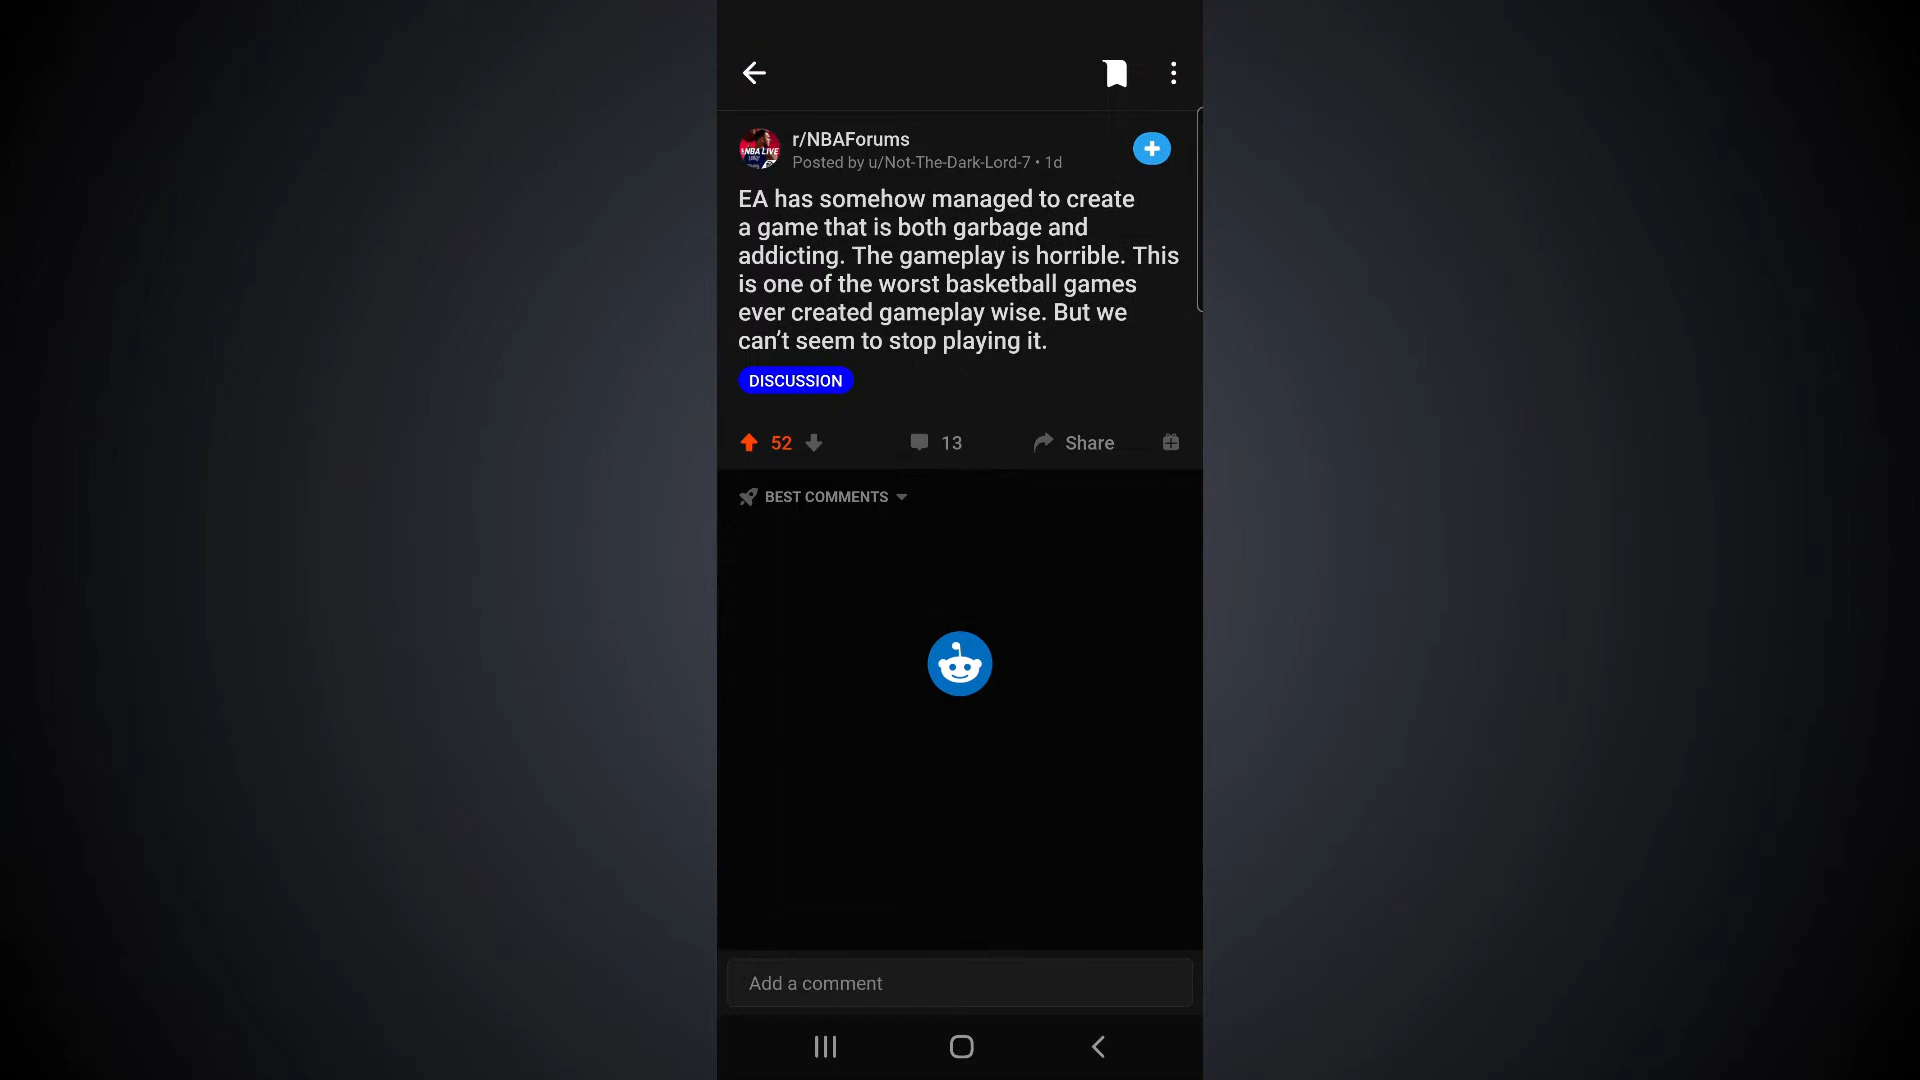 r/NBAForums
Posted by u/Not-The-Dark-Lord-7 • 1d
EA has somehow managed to create
a game that is both garbage and
addicting. The gameplay is horrible. This
is one of the worst basketball games
ever created gameplay wise. But we
can’t seem to stop playing it.
DISCUSSION
52
13
Share
BEST COMMENTS
Add a comment
NBA LIVE